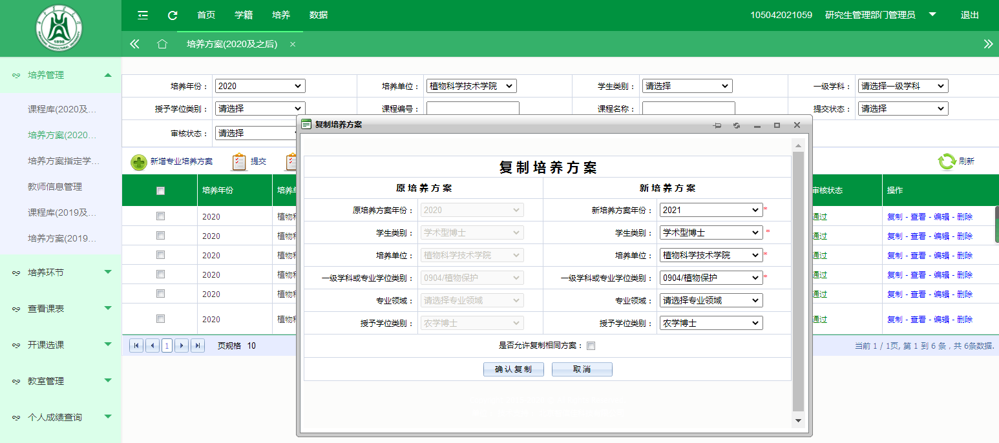 首页 学籍 培养 数据 105042021059 研究生管理部门管理员 退出
培养方案(2020及之后) ×
培养管理
课程库(2020及...
培养方案(2020...
培养方案指定学...
教师信息管理
课程库(2019及...
培养方案(2019...
培养环节
查看课表
开课选课
教室管理
个人成绩查询
培养年份： 2020 培养单位： 植物科学技术学院 学生类别： 请选择 一级学科： 请选择一级学科
授予学位类别： 请选择 课程编号： 课程名称： 提交状态： 请选择
审核状态： 请选择
新增专业培养方案 提交 刷新
培养年份 审核状态 操作
2020 通过 复制 - 查看 - 编辑 - 删除
2020 通过 复制 - 查看 - 编辑 - 删除
2020 通过 复制 - 查看 - 编辑 - 删除
2020 通过 复制 - 查看 - 编辑 - 删除
2020 通过 复制 - 查看 - 编辑 - 删除
2020 通过 复制 - 查看 - 编辑 - 删除
1 页规格 10 当前 1 / 1页, 第 1 到 6 条，共 6条数据.
复制培养方案
复制培养方案
原培养方案 新培养方案
原培养方案年份： 2020 新培养方案年份： 2021 *
学生类别： 学术型博士 学生类别： 学术型博士 *
培养单位： 植物科学技术学院 培养单位： 植物科学技术学院 *
一级学科或专业学位类别： 0904/植物保护 一级学科或专业学位类别： 0904/植物保护 *
专业领域： 请选择专业领域 专业领域： 请选择专业领域
授予学位类别： 农学博士 授予学位类别： 农学博士
是否允许复制相同方案：
确认复制 取消
1898